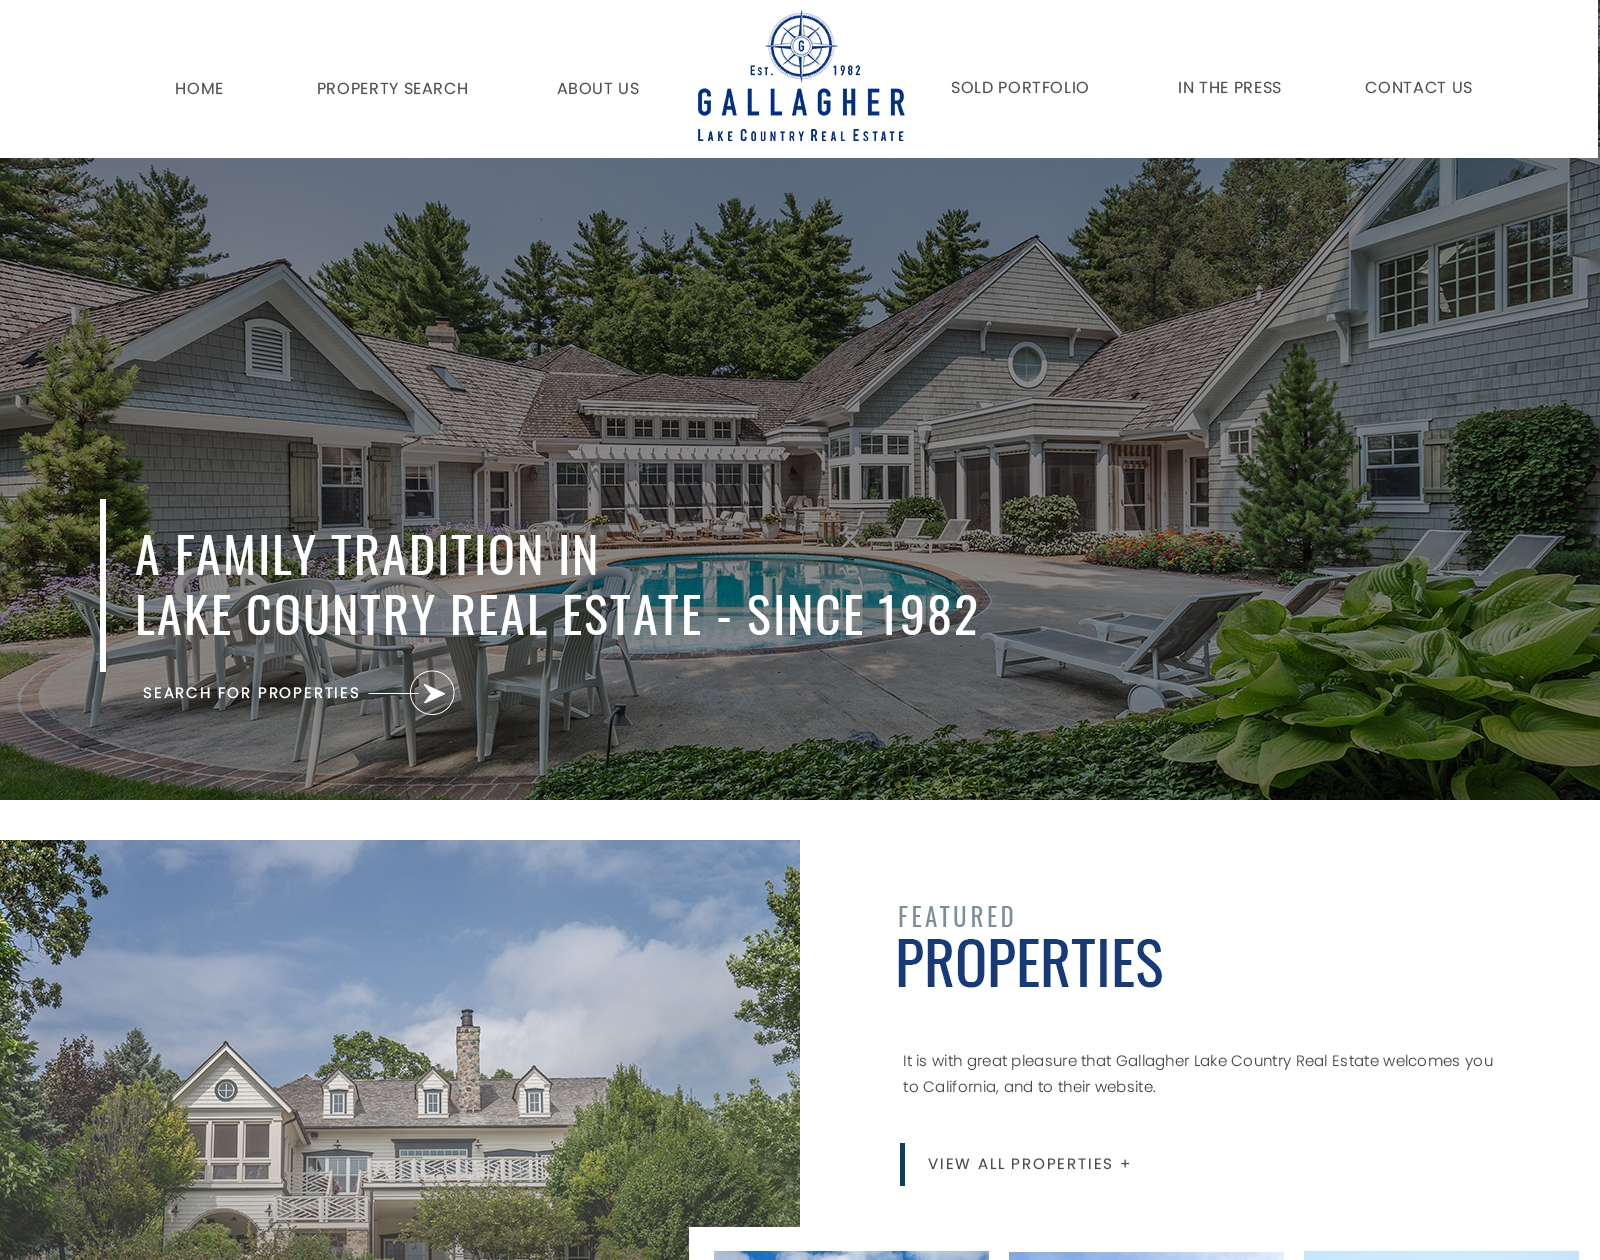 HOME
PROPERTY SEARCH
ABOUT US
G
EST. 1982
GALLAGHER
LAKE COUNTRY REAL ESTATE
SOLD PORTFOLIO
IN THE PRESS
CONTACT US
A FAMILY TRADITION IN
LAKE COUNTRY REAL ESTATE - SINCE 1982
SEARCH FOR PROPERTIES
FEATURED
PROPERTIES
It is with great pleasure that Gallagher Lake Country Real Estate welcomes you
to California, and to their website.
VIEW ALL PROPERTIES +